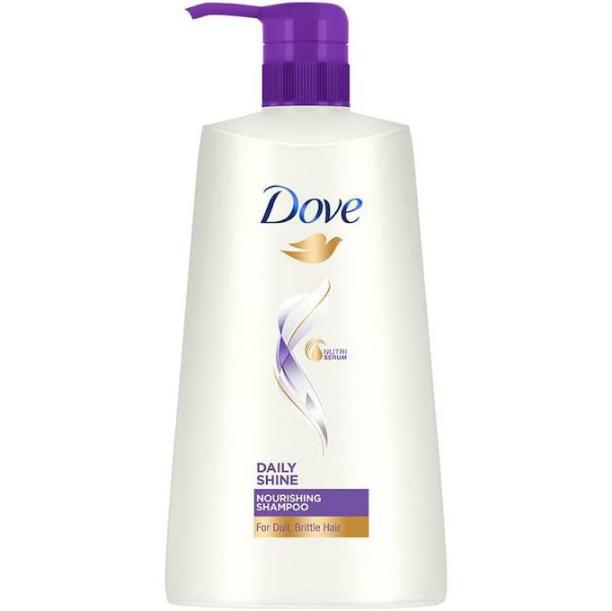 Dove
NUTRI
SERUM
DAILY
SHINE
NOURISHING
SHAMPOO
For Dull, Brittle Hair